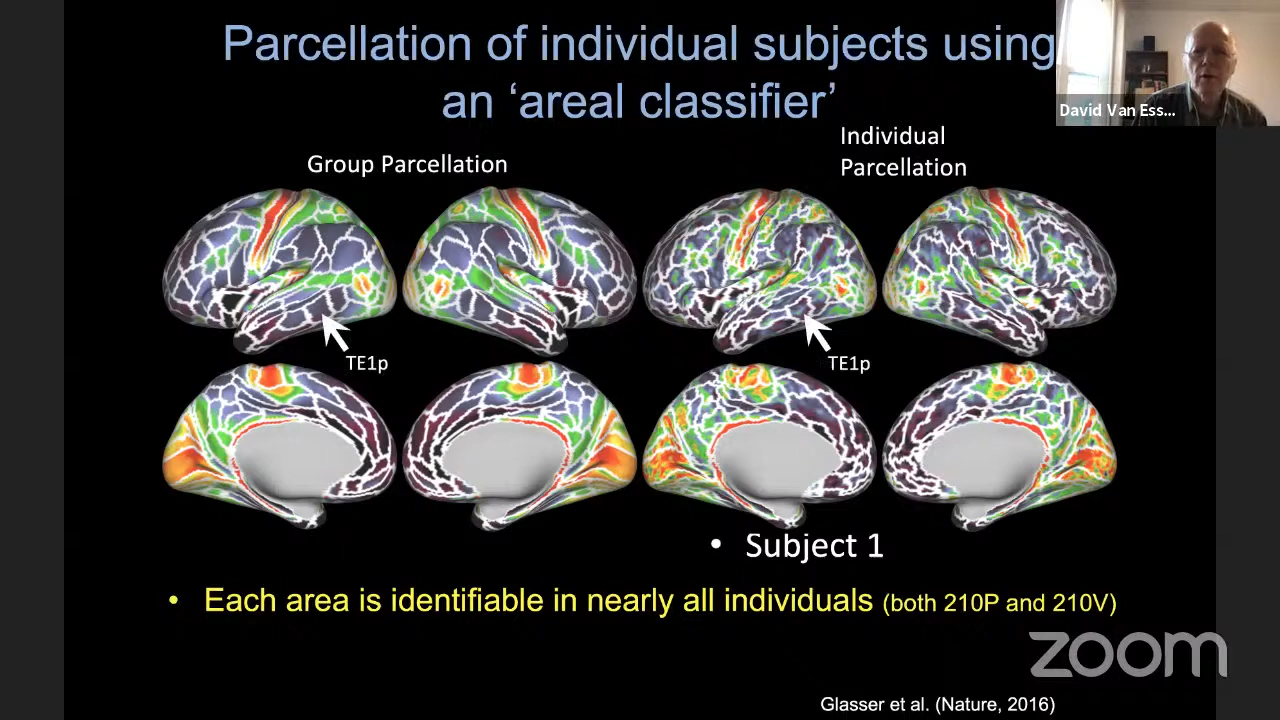 Parcellation of individual subjects using
an ‘areal classifier’
David Van Ess...
Group Parcellation
Individual
Parcellation
TE1p
TE1p
• Subject 1
• Each area is identifiable in nearly all individuals (both 210P and 210V)
zoom
Glasser et al. (Nature, 2016)